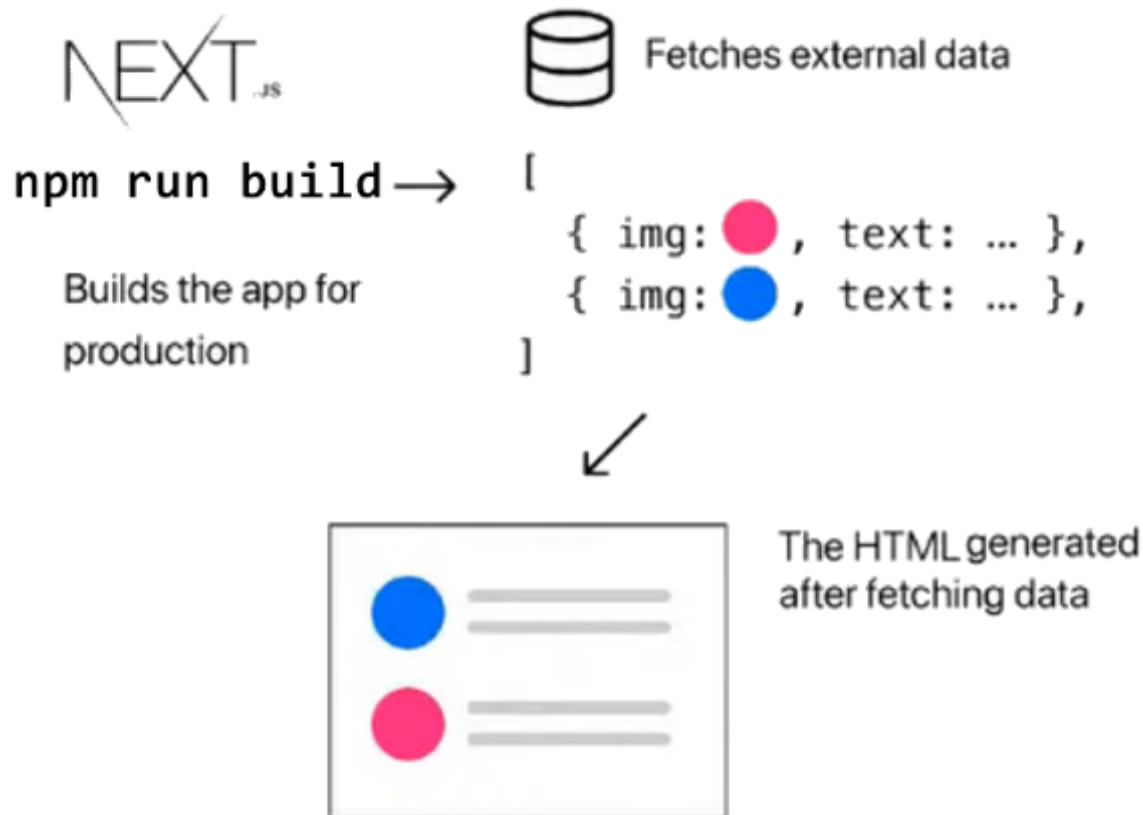 NEXT.JS
Fetches external data
npm run build
[
{ img: , text: … },
{ img: , text: … },
]
Builds the app for
production
The HTML generated
after fetching data